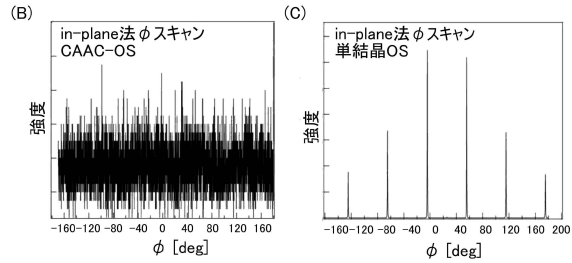 (B)
in-plane法φスキャン
CAAC-OS
強度
-160 -120 -80 -40 0 40 80 120 160
φ [deg]
(C)
in-plane法φスキャン
単結晶OS
強度
-160 -120 -80 -40 0 40 80 120 160 200
φ [deg]